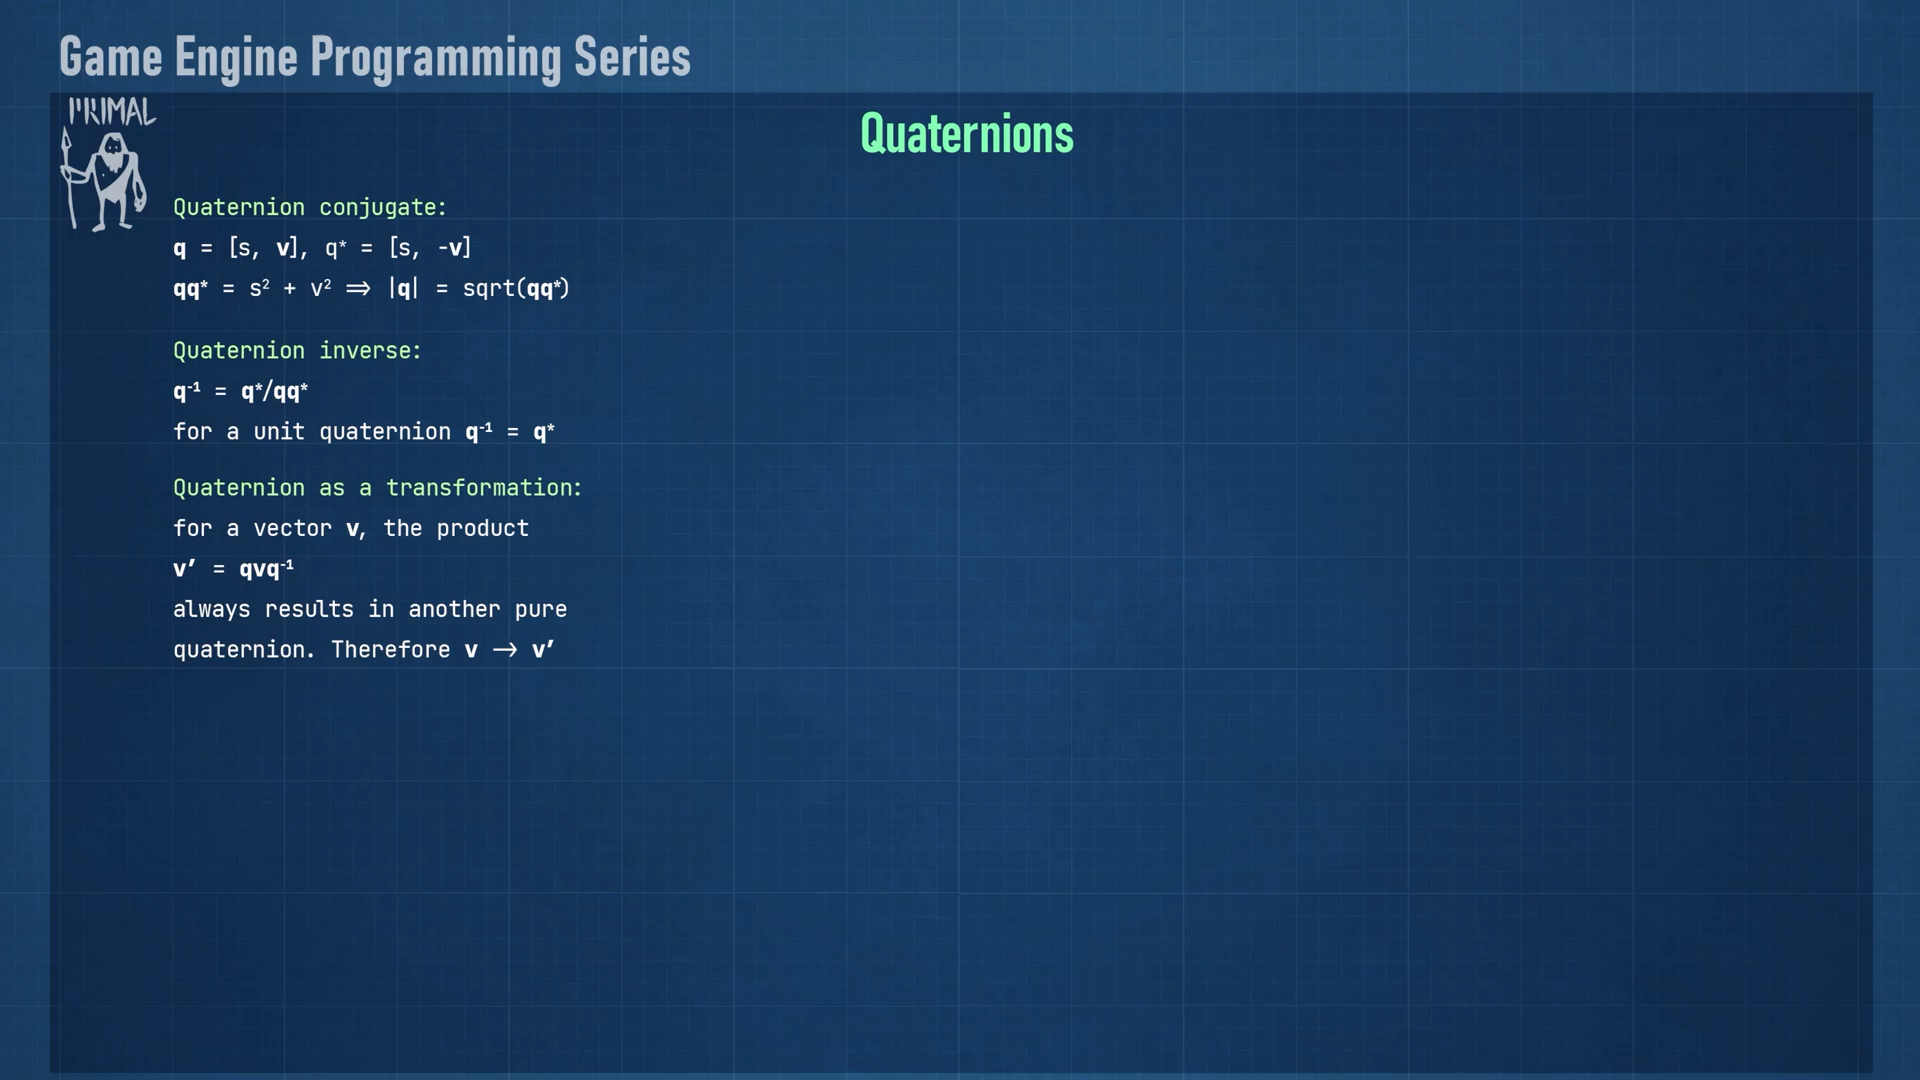 Game Engine Programming Series
PRIMAL
Quaternions
Quaternion conjugate:
q = [s, v], q* = [s, -v]
qq* = s² + v² ⇒ |q| = sqrt(qq*)
Quaternion inverse:
q⁻¹ = q*/qq*
for a unit quaternion q⁻¹ = q*
Quaternion as a transformation:
for a vector v, the product
v′ = qvq⁻¹
always results in another pure
quaternion. Therefore v → v′